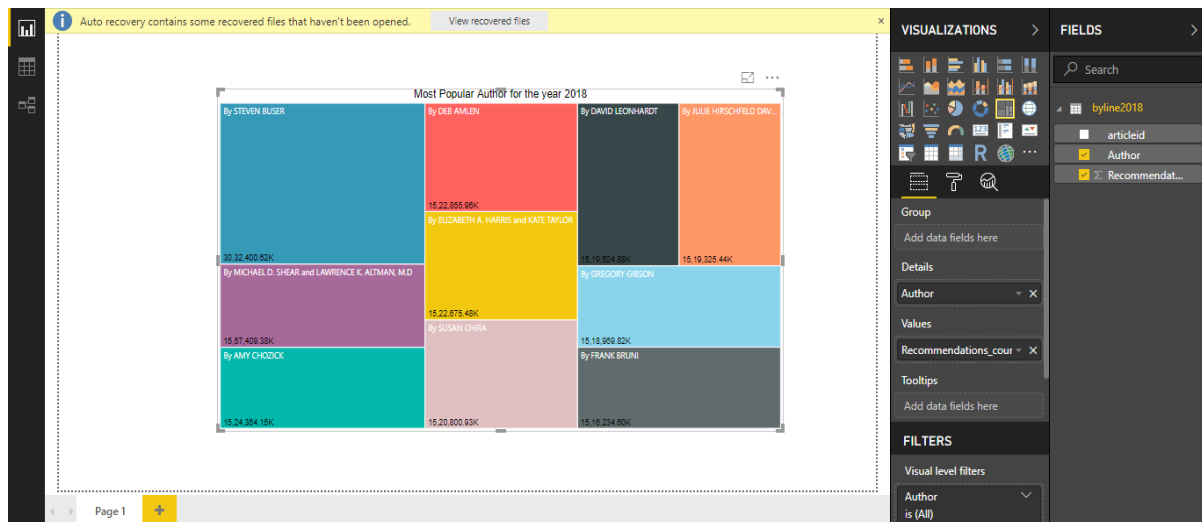 Auto recovery contains some recovered files that haven't been opened.
View recovered files
×
Most Popular Author for the year 2018
By STEVEN BUSER
30,32,400.62K
By DEB AMLEN
15,22,855.96K
By DAVID LEONHARDT
15,19,624.88K
By JULIE HIRSCHFELD DAV...
15,19,325.44K
By ELIZABETH A. HARRIS and KATE TAYLOR
15,22,675.48K
By MICHAEL D. SHEAR and LAWRENCE K. ALTMAN, M.D
15,67,409.38K
By GREGORY GIBSON
15,18,969.82K
By SUSAN CHIRA
15,20,800.93K
By AMY CHOZICK
15,24,384.15K
By FRANK BRUNI
15,16,234.60K
Page 1
+
VISUALIZATIONS
123
R
Group
Add data fields here
Details
Author
Values
Recommendations_cour
Tooltips
Add data fields here
FILTERS
Visual level filters
Author
is (All)
FIELDS
Search
byline2018
articleid
Author
Σ Recommendat...